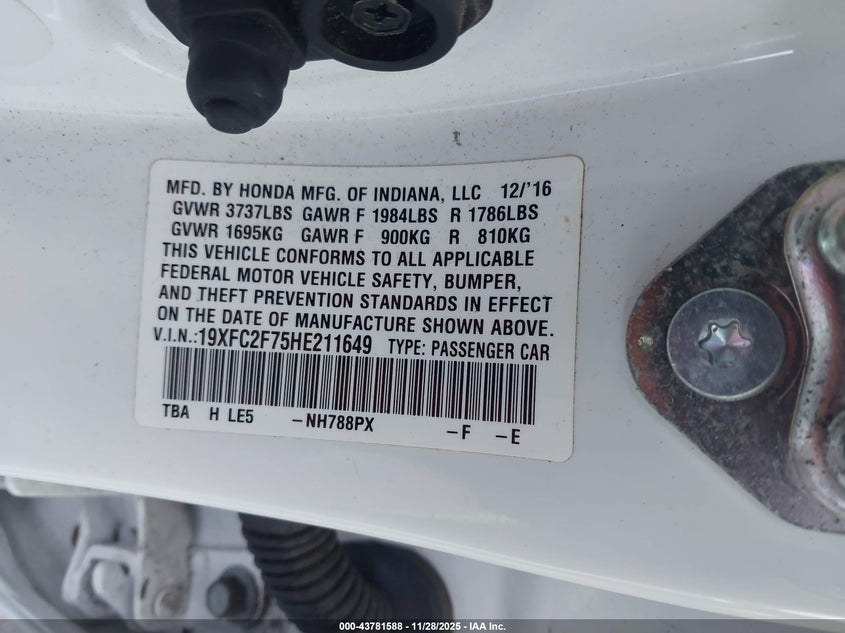 MFD. BY HONDA MFG. OF INDIANA, LLC 12/'16
GVWR 3737LBS GAWR F 1984LBS R 1786LBS
GVWR 1695KG GAWR F 900KG R 810KG
THIS VEHICLE CONFORMS TO ALL APPLICABLE
FEDERAL MOTOR VEHICLE SAFETY, BUMPER,
AND THEFT PREVENTION STANDARDS IN EFFECT
ON THE DATE OF MANUFACTURE SHOWN ABOVE.
V.I.N.:19XFC2F75HE211649 TYPE: PASSENGER CAR
TBA H LE5 -NH788PX -F -E
000-43781588 --- 11/28/2025 --- IAA Inc.